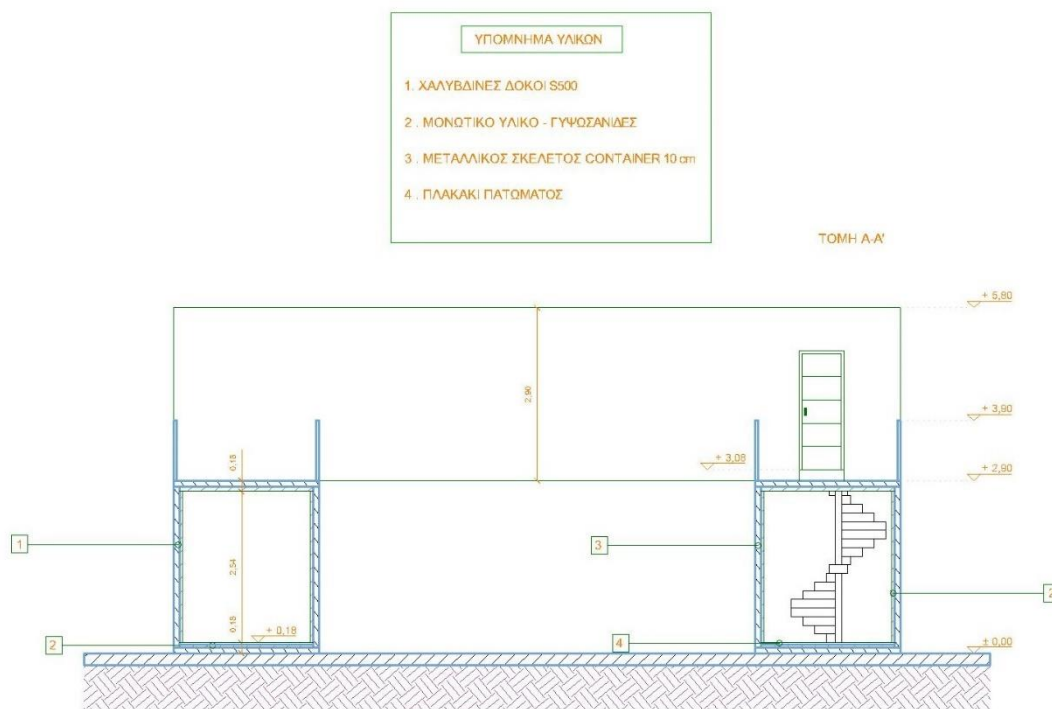 ΥΠΟΜΝΗΜΑ ΥΛΙΚΩΝ
1. ΧΑΛΥΒΔΙΝΕΣ ΔΟΚΟΙ S500
2 . ΜΟΝΩΤΙΚΟ ΥΛΙΚΟ - ΓΥΨΩΣΑΝΙΔΕΣ
3 . ΜΕΤΑΛΛΙΚΟΣ ΣΚΕΛΕΤΟΣ CONTAINER 10 cm
4 . ΠΛΑΚΑΚΙ ΠΑΤΩΜΑΤΟΣ
ΤΟΜΗ Α-Α'
+ 5,80
2,90
+ 3,90
0,18
+ 3,08
+ 2,90
1
3
2,54
2
0,18
+ 0,18
2
4
± 0,00